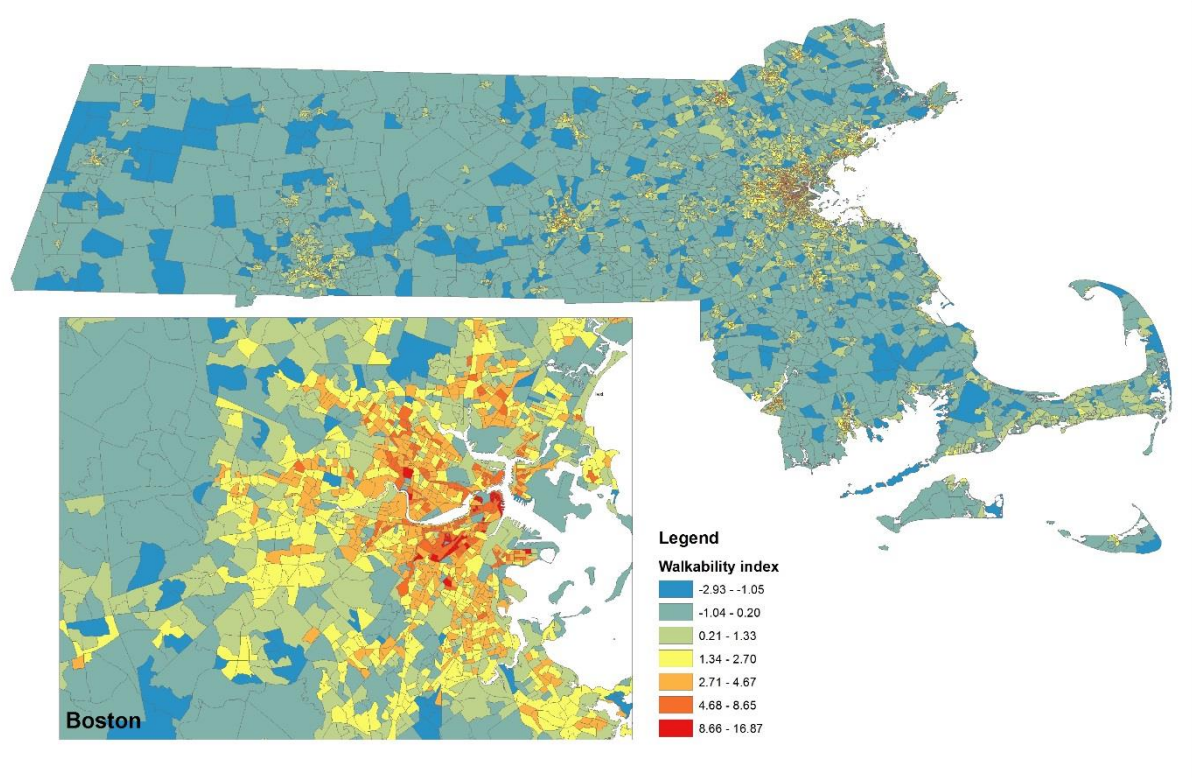 Legend
Walkability index
-2.93 - -1.05
-1.04 - 0.20
0.21 - 1.33
1.34 - 2.70
2.71 - 4.67
4.68 - 8.65
8.66 - 16.87
Boston